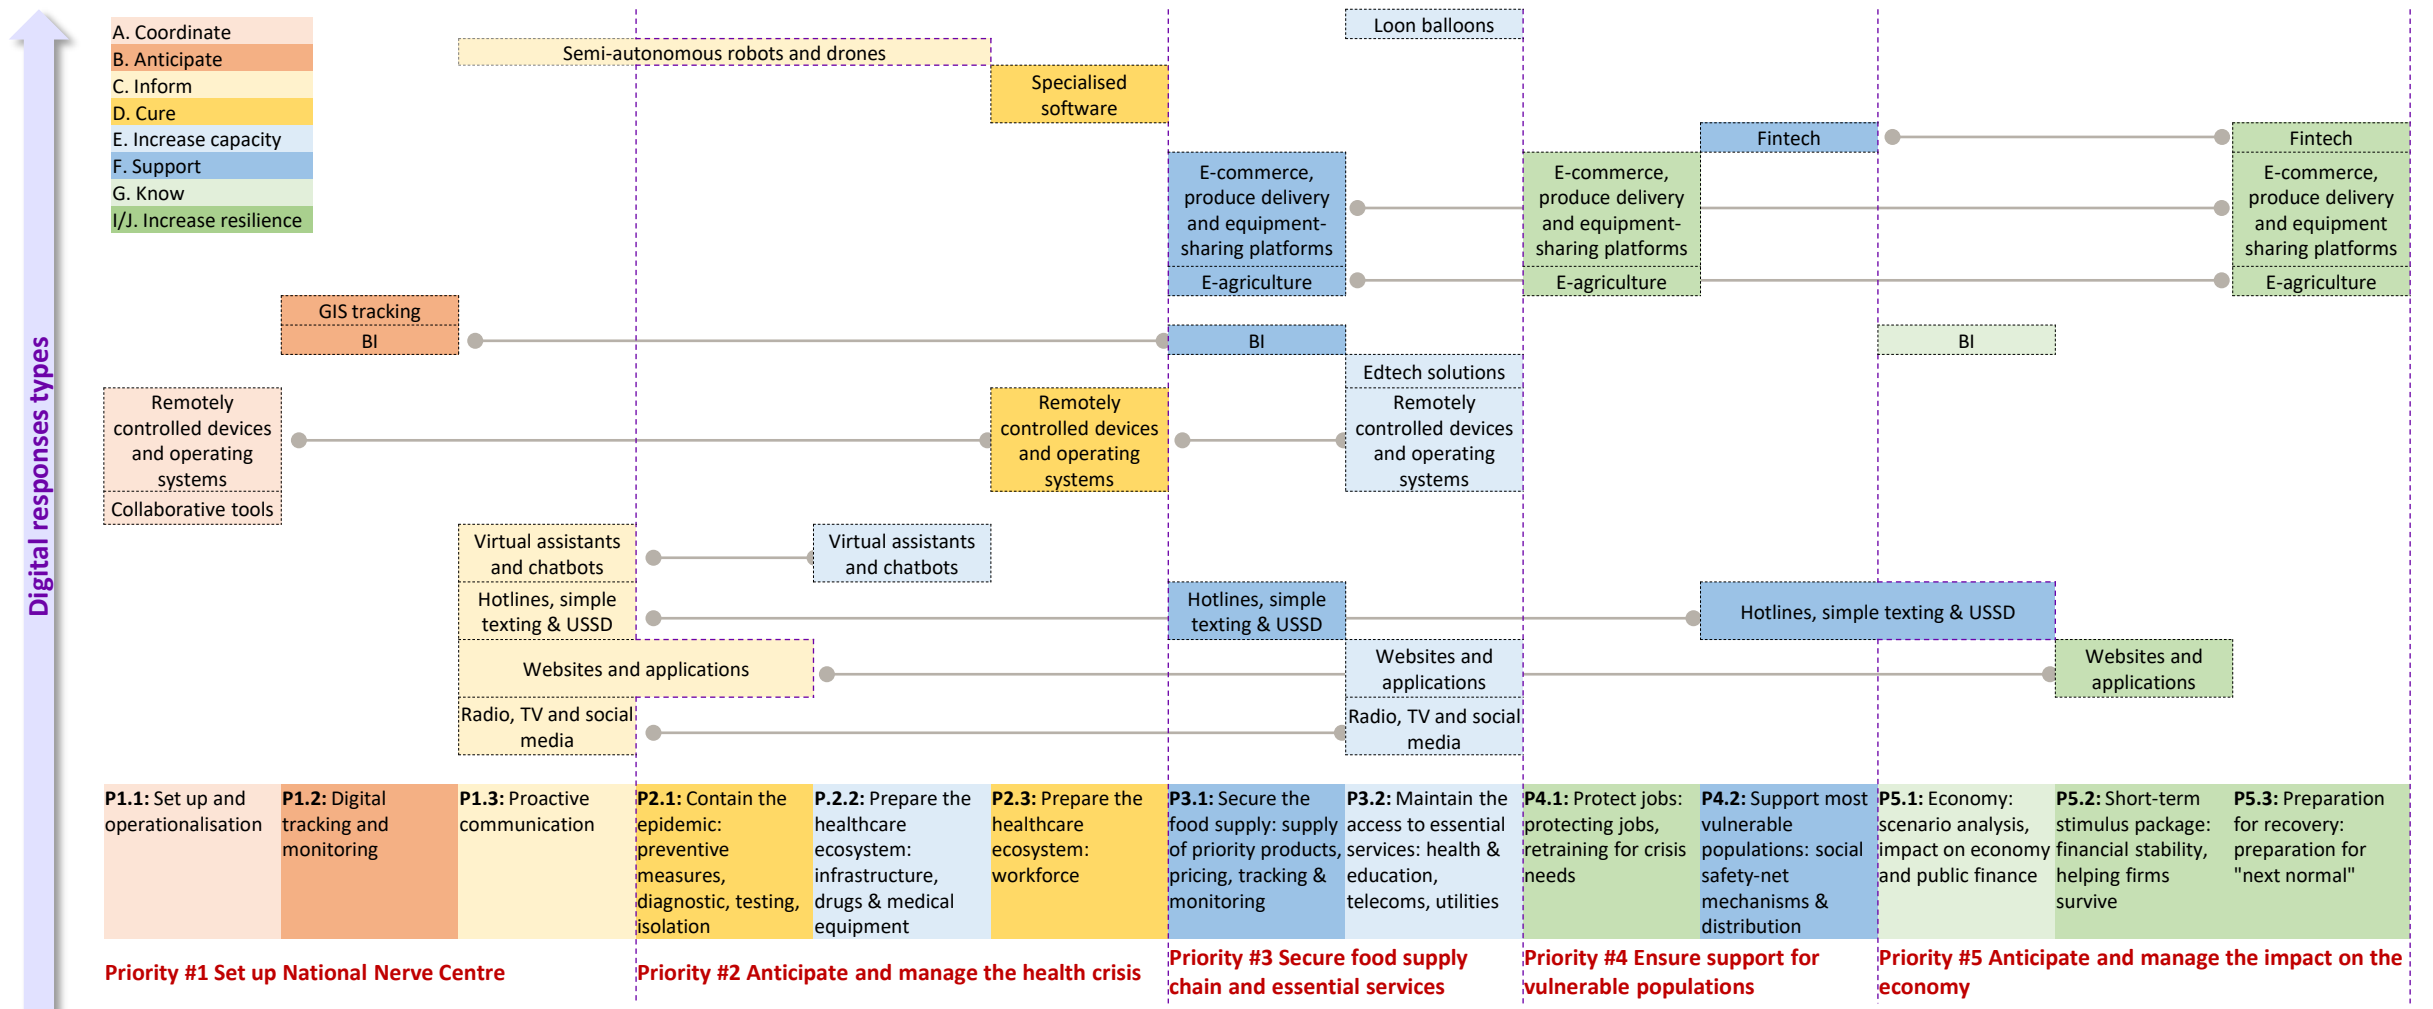 Digital responses types
A. Coordinate
B. Anticipate
C. Inform
D. Cure
E. Increase capacity
F. Support
G. Know
I/J. Increase resilience
Loon balloons
Semi-autonomous robots and drones
Specialised
software
Fintech
Fintech
E-commerce,
produce delivery
and equipment-
sharing platforms
E-commerce,
produce delivery
and equipment-
sharing platforms
E-commerce,
produce delivery
and equipment
sharing platforms
E-agriculture
E-agriculture
E-agriculture
GIS tracking
BI
BI
BI
Edtech solutions
Remotely
controlled devices
and operating
systems
Remotely
controlled devices
and operating
systems
Remotely
controlled devices
and operating
systems
Collaborative tools
Virtual assistants
and chatbots
Virtual assistants
and chatbots
Hotlines, simple
texting & USSD
Hotlines, simple
texting & USSD
Hotlines, simple texting & USSD
Websites and applications
Websites and
applications
Websites and
applications
Radio, TV and social
media
Radio, TV and social
media
P1.1: Set up and
operationalisation
P1.2: Digital
tracking and
monitoring
P1.3: Proactive
communication
P2.1: Contain the
epidemic:
preventive
measures,
diagnostic, testing,
isolation
P.2.2: Prepare the
healthcare
ecosystem:
infrastructure,
drugs & medical
equipment
P2.3: Prepare the
healthcare
ecosystem:
workforce
P3.1: Secure the
food supply: supply
of priority products,
pricing, tracking &
monitoring
P3.2: Maintain the
access to essential
services: health &
education,
telecoms, utilities
P4.1: Protect jobs:
protecting jobs,
retraining for crisis
needs
P4.2: Support most
vulnerable
populations: social
safety-net
mechanisms &
distribution
P5.1: Economy:
scenario analysis,
impact on economy
and public finance
P5.2: Short-term
stimulus package:
financial stability,
helping firms
survive
P5.3: Preparation
for recovery:
preparation for
"next normal"
Priority #1 Set up National Nerve Centre
Priority #2 Anticipate and manage the health crisis
Priority #3 Secure food supply
chain and essential services
Priority #4 Ensure support for
vulnerable populations
Priority #5 Anticipate and manage the impact on the
economy